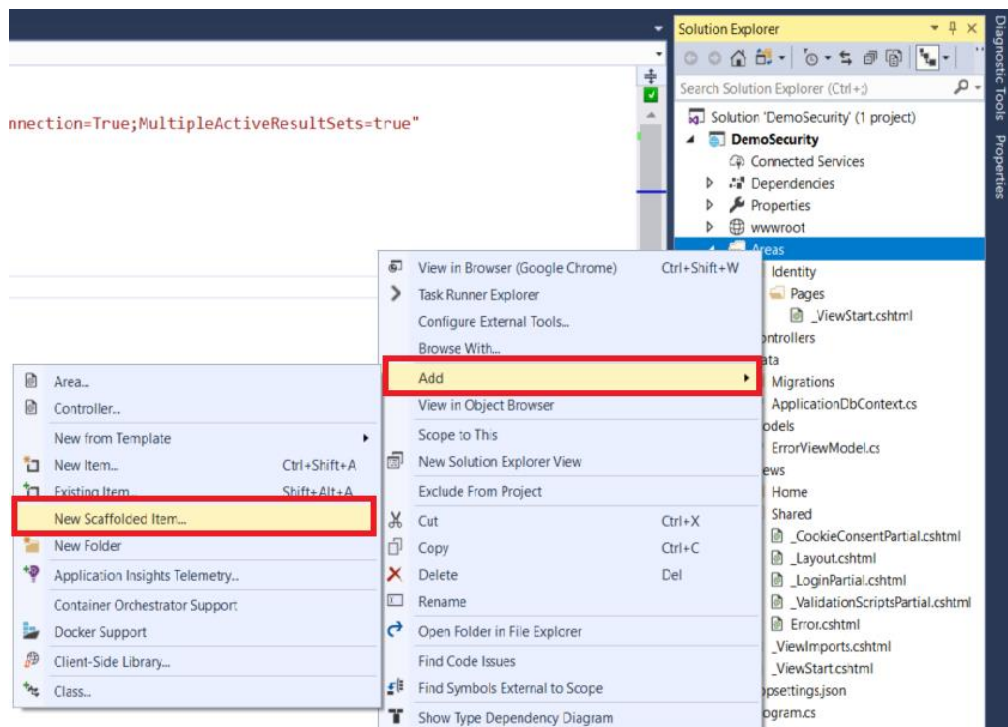 nnection=True;MultipleActiveResultSets=true"
Solution Explorer
Search Solution Explorer (Ctrl+;)
Solution 'DemoSecurity' (1 project)
DemoSecurity
Connected Services
Dependencies
Properties
wwwroot
Areas
Identity
Pages
_ViewStart.cshtml
ontrollers
ata
Migrations
ApplicationDbContext.cs
odels
ErrorViewModel.cs
ews
Home
Shared
_CookieConsentPartial.cshtml
_Layout.cshtml
_LoginPartial.cshtml
_ValidationScriptsPartial.cshtml
Error.cshtml
_ViewImports.cshtml
_ViewStart.cshtml
ppsettings.json
ogram.cs
Diagnostic Tools
Properties
View in Browser (Google Chrome) Ctrl+Shift+W
Task Runner Explorer
Configure External Tools...
Browse With...
Add
View in Object Browser
Scope to This
New Solution Explorer View
Exclude From Project
Cut Ctrl+X
Copy Ctrl+C
Delete Del
Rename
Open Folder in File Explorer
Find Code Issues
Find Symbols External to Scope
Show Type Dependency Diagram
Area...
Controller...
New from Template
New Item... Ctrl+Shift+A
Existing Item... Shift+Alt+A
New Scaffolded Item...
New Folder
Application Insights Telemetry...
Container Orchestrator Support
Docker Support
Client-Side Library...
Class...